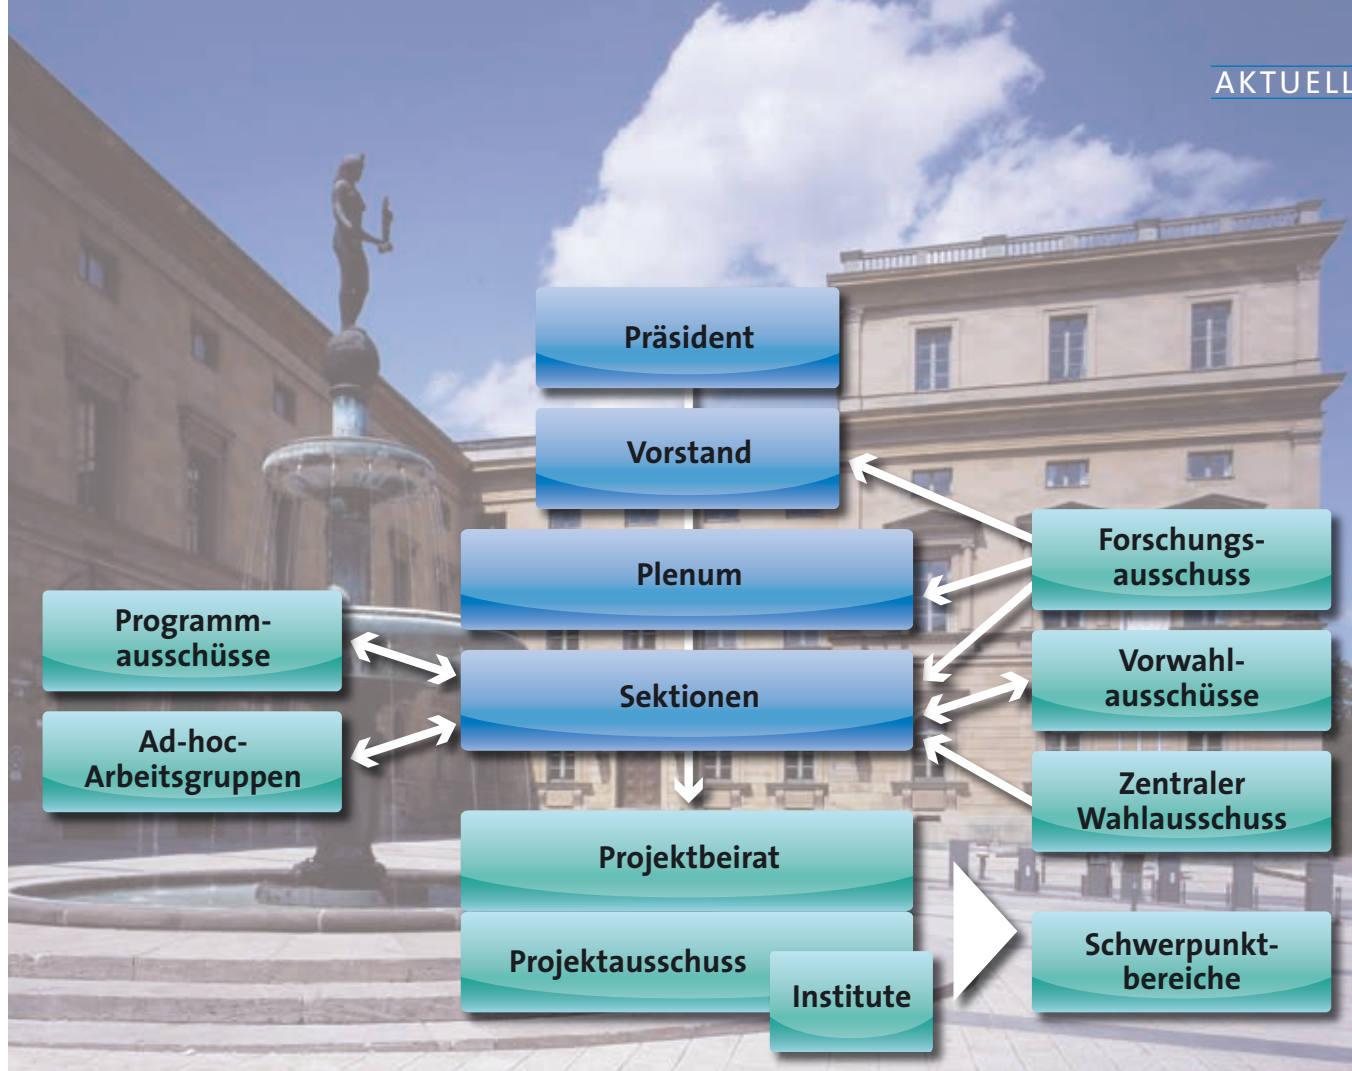 AKTUELL
Präsident
Vorstand
Plenum
Forschungs-
ausschuss
Programm-
ausschüsse
Sektionen
Vorwahl-
ausschüsse
Ad-hoc-
Arbeitsgruppen
Zentraler
Wahlausschuss
Projektbeirat
Projektausschuss
Institute
Schwerpunkt-
bereiche